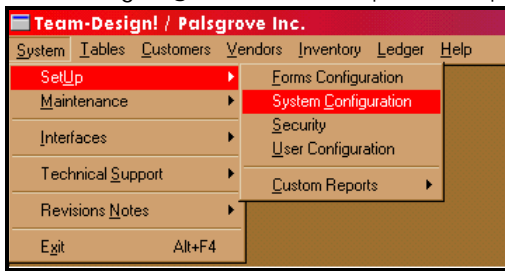 Team-Design! / Palsgrove Inc.
System Tables Customers Vendors Inventory Ledger Help
SetUp
Maintenance
Interfaces
Technical Support
Revisions Notes
Exit Alt+F4
Forms Configuration
System Configuration
Security
User Configuration
Custom Reports